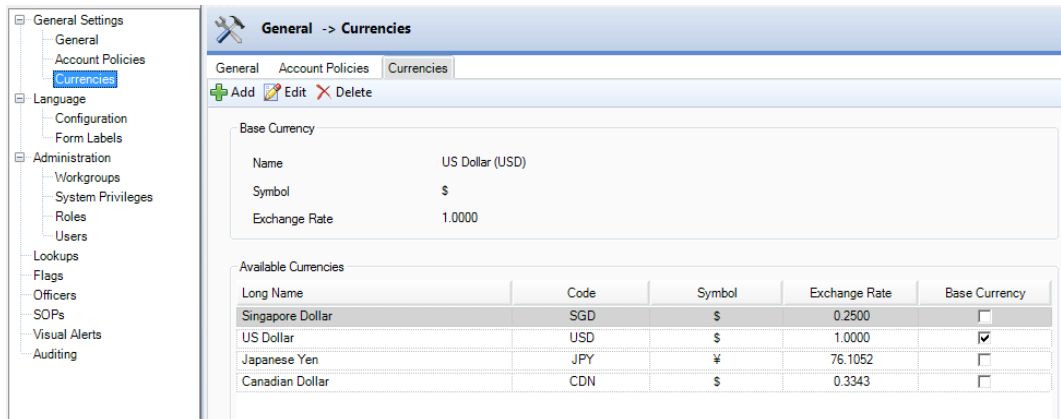 General Settings
General
Account Policies
Currencies
Language
Configuration
Form Labels
Administration
Workgroups
System Privileges
Roles
Users
Lookups
Flags
Officers
SOPs
Visual Alerts
Auditing
General -> Currencies
General Account Policies Currencies
Add Edit Delete
Base Currency
Name US Dollar (USD)
Symbol $
Exchange Rate 1.0000
Available Currencies
Long Name Code Symbol Exchange Rate Base Currency
Singapore Dollar SGD $ 0.2500
US Dollar USD $ 1.0000
Japanese Yen JPY ¥ 76.1052
Canadian Dollar CDN $ 0.3343